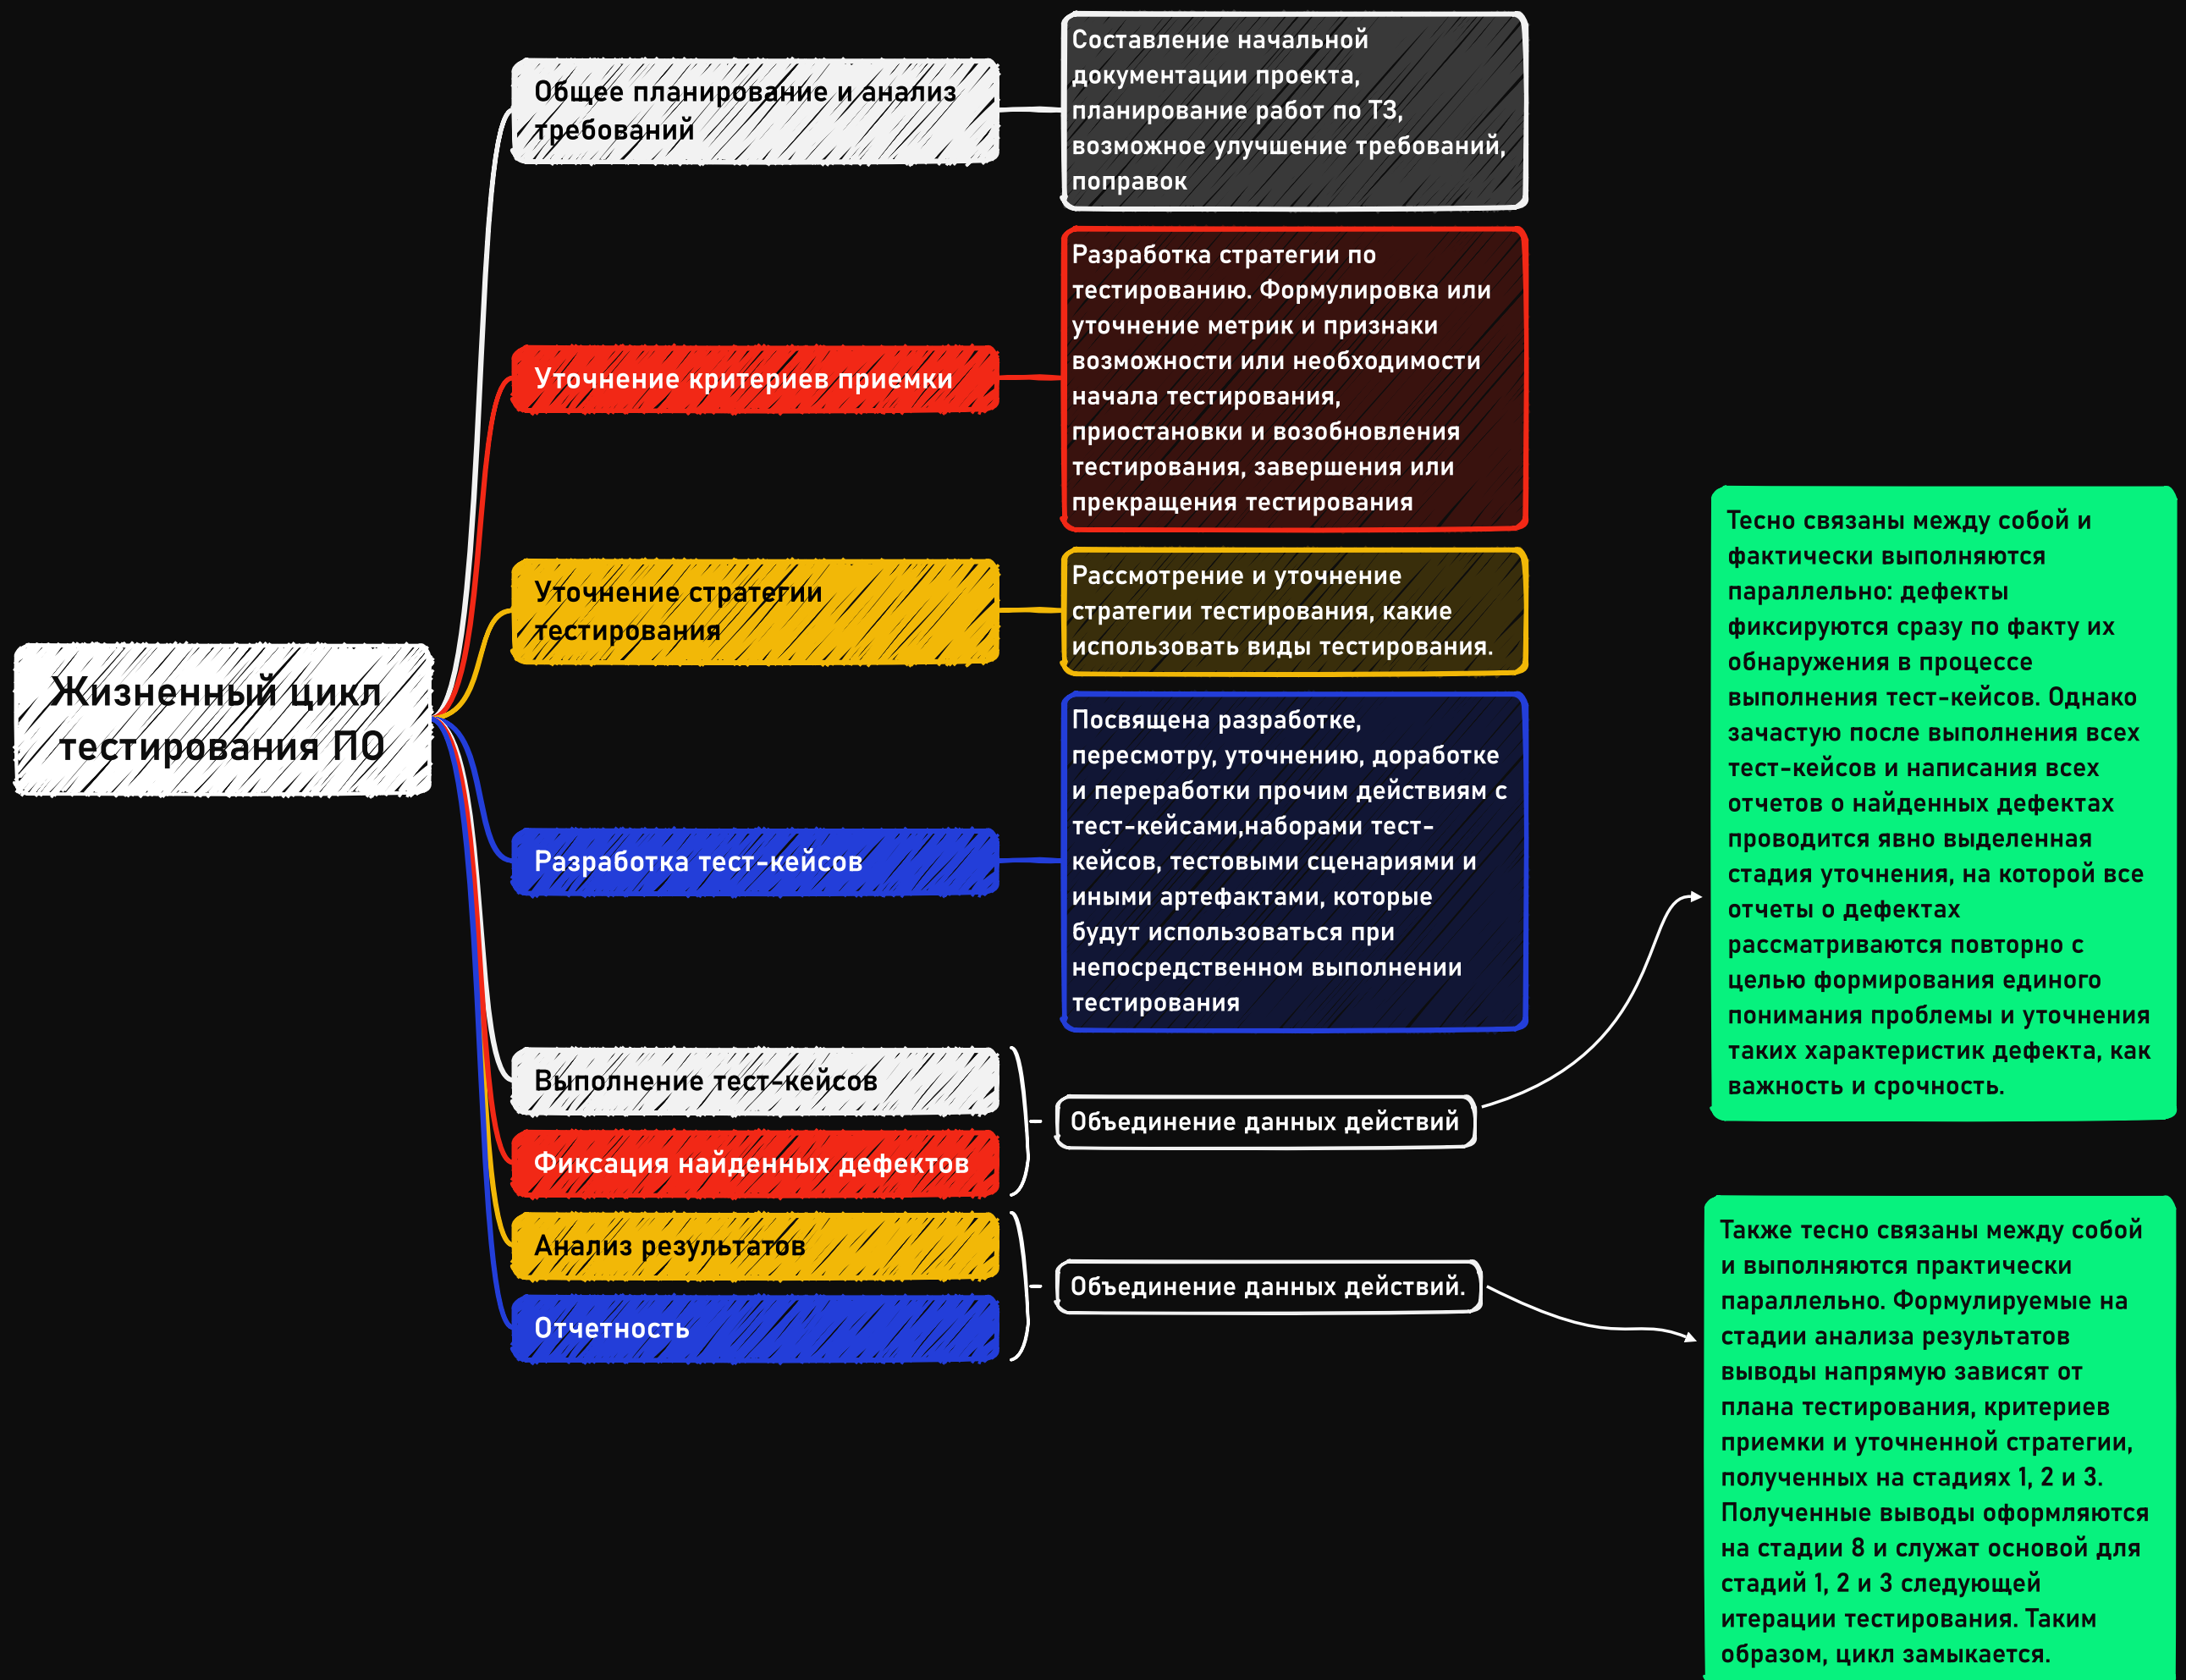 Жизненный цикл
тестирования ПО
Общее планирование и анализ
требований
Составление начальной
документации проекта,
планирование работ по ТЗ,
возможное улучшение требований,
поправок
Уточнение критериев приемки
Разработка стратегии по
тестированию. Формулировка или
уточнение метрик и признаки
возможности или необходимости
начала тестирования,
приостановки и возобновления
тестирования, завершения или
прекращения тестирования
Уточнение стратегии
тестирования
Рассмотрение и уточнение
стратегии тестирования, какие
использовать виды тестирования.
Разработка тест-кейсов
Посвящена разработке,
пересмотру, уточнению, доработке
и переработки прочим действиям с
тест-кейсами,наборами тест-
кейсов, тестовыми сценариями и
иными артефактами, которые
будут использоваться при
непосредственном выполнении
тестирования
Выполнение тест-кейсов
Фиксация найденных дефектов
Объединение данных действий
Тесно связаны между собой и
фактически выполняются
параллельно: дефекты
фиксируются сразу по факту их
обнаружения в процессе
выполнения тест-кейсов. Однако
зачастую после выполнения всех
тест-кейсов и написания всех
отчетов о найденных дефектах
проводится явно выделенная
стадия уточнения, на которой все
отчеты о дефектах
рассматриваются повторно с
целью формирования единого
понимания проблемы и уточнения
таких характеристик дефекта, как
важность и срочность.
Анализ результатов
Отчетность
Объединение данных действий.
Также тесно связаны между собой
и выполняются практически
параллельно. Формулируемые на
стадии анализа результатов
выводы напрямую зависят от
плана тестирования, критериев
приемки и уточненной стратегии,
полученных на стадиях 1, 2 и 3.
Полученные выводы оформляются
на стадии 8 и служат основой для
стадий 1, 2 и 3 следующей
итерации тестирования. Таким
образом, цикл замыкается.